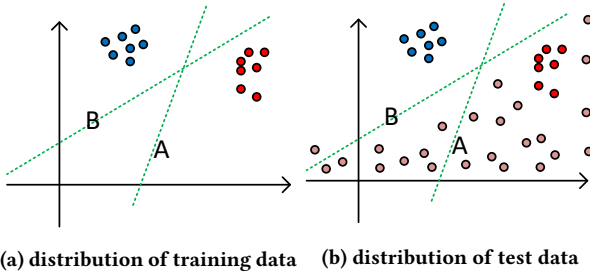 B
A
B
A
(a) distribution of training data
(b) distribution of test data